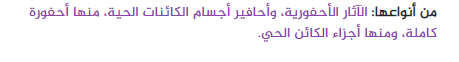 من أنواعها: الآثار الأحفورية، وأحافير أجسام الكائنات الحية، منها أحفورة
كاملة، ومنها أجزاء الكائن الحي.